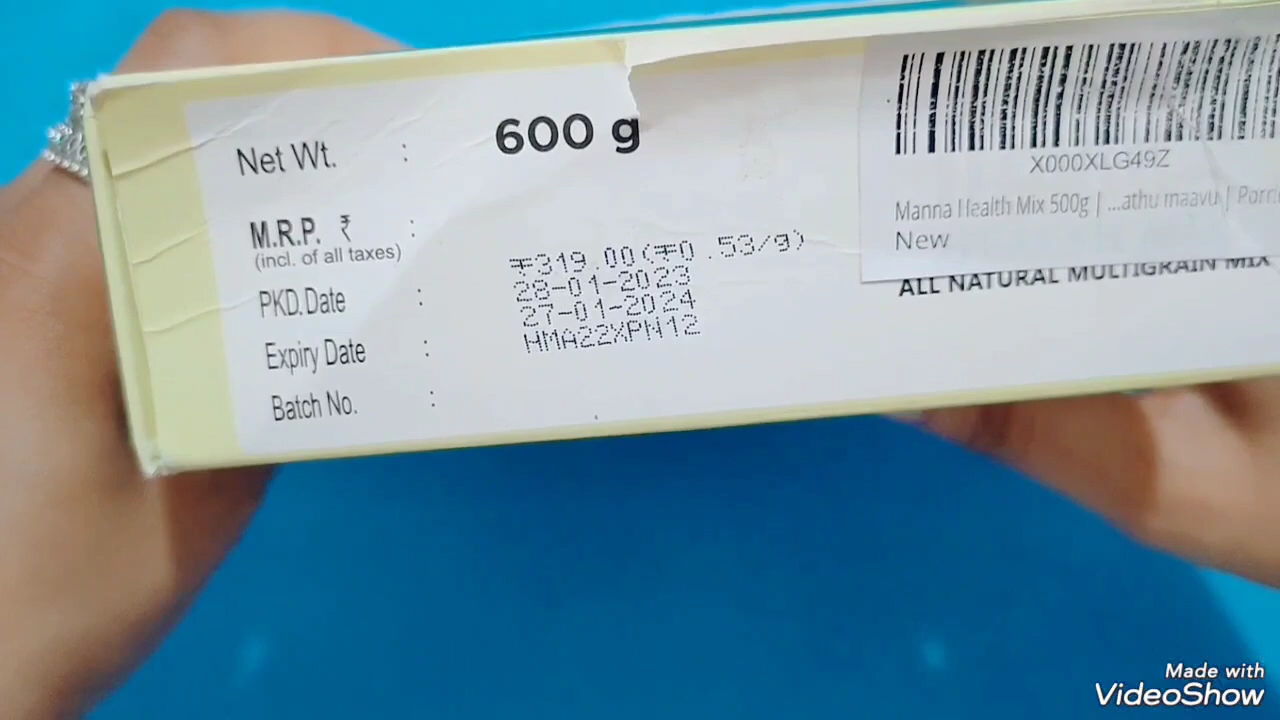 Net Wt. : 600 g
M.R.P. ₹ :
(incl. of all taxes)
₹319.00(₹0.53/g)
PKD.Date :
28-01-2023
Expiry Date :
27-01-2024
Batch No. :
HMA22XPN12
X000XLG49Z
Manna Health Mix 500g | ...athu maavu | Porri
New
ALL NATURAL MULTIGRAIN MIX
Made with
VideoShow